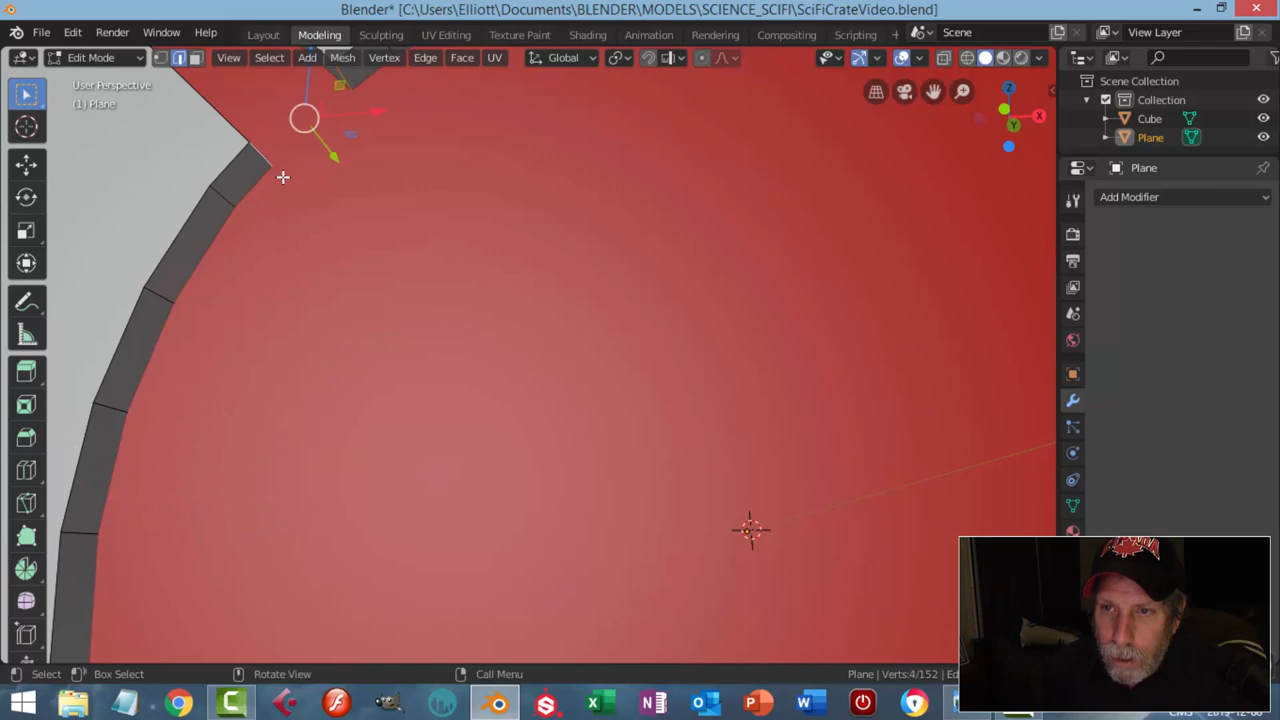 Blender* [C:\Users\Elliott\Documents\BLENDER\MODELS\SCIENCE_SCIFI\SciFiCrateVideo.blend]
File Edit Render Window Help Layout Modeling Sculpting UV Editing Texture Paint Shading Animation Rendering Compositing Scripting Scene View Layer
Edit Mode View Select Add Mesh Vertex Edge Face UV Global
User Perspective
(1) Plane
Z
X
Y
Scene Collection
Collection
Cube
Plane
Plane
Add Modifier
Select Box Select Rotate View Call Menu Plane | Verts:4/152 | Ed